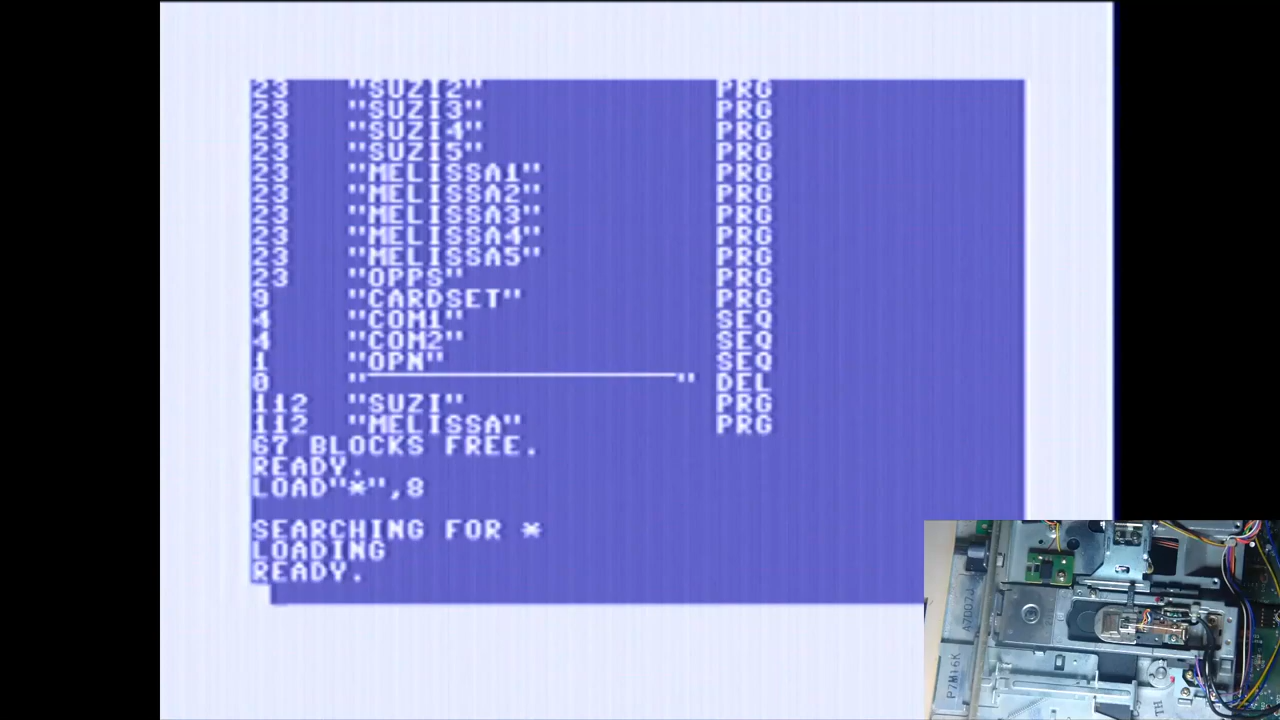 23 "SUZI2" PRG
23 "SUZI3" PRG
23 "SUZI4" PRG
23 "SUZI5" PRG
23 "MELISSA1" PRG
23 "MELISSA2" PRG
23 "MELISSA3" PRG
23 "MELISSA4" PRG
23 "MELISSA5" PRG
23 "OPPS" PRG
9 "CARDSET" PRG
4 "COM1" SEQ
4 "COM2" SEQ
1 "OPN" SEQ
0 "‾‾‾‾‾‾‾‾‾‾‾‾‾‾‾‾" DEL
112 "SUZI" PRG
112 "MELISSA" PRG
67 BLOCKS FREE.
READY.
LOAD"*",8
SEARCHING FOR *
LOADING
READY.
P7M16K